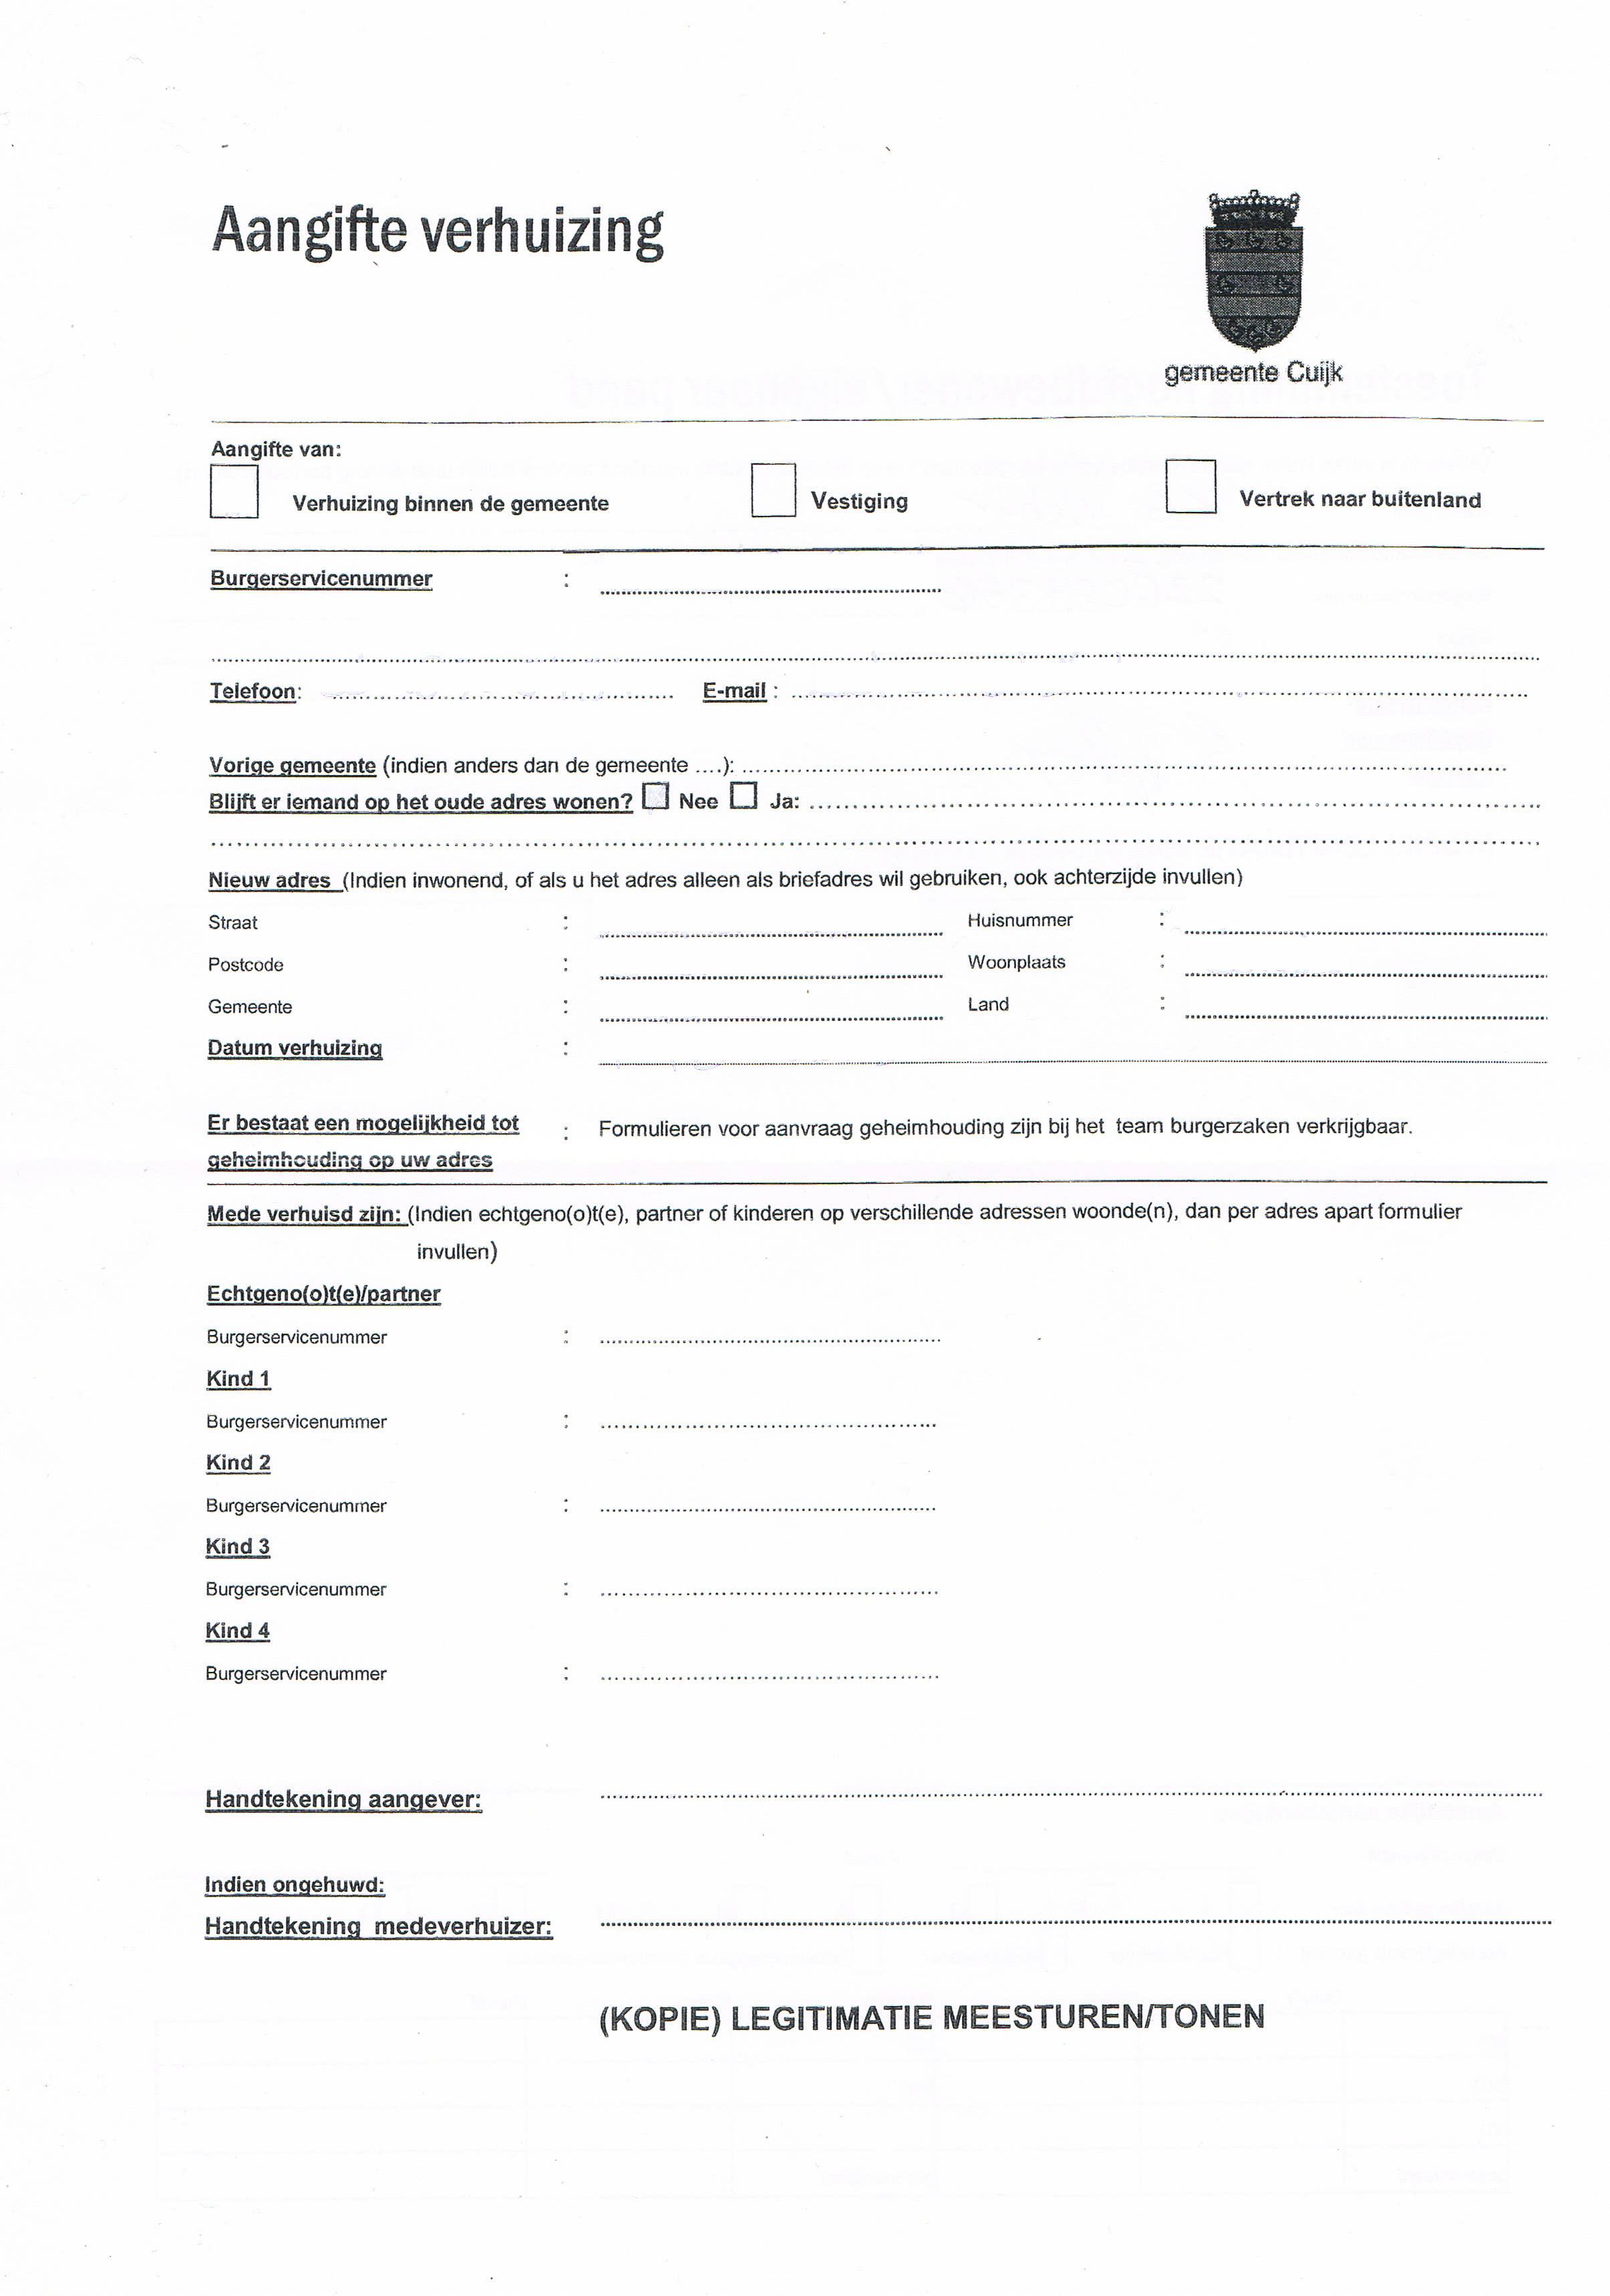 Aangifte verhuizing
gemeente Cuijk
Aangifte van:
Verhuizing binnen de gemeente Vestiging Vertrek naar buitenland
Burgerservicenummer : ..............................
............................................................
Telefoon: .............................. E-mail : ..............................
Vorige gemeente (indien anders dan de gemeente ....): ..............................
Blijft er iemand op het oude adres wonen? Nee Ja: ..............................
............................................................
Nieuw adres (Indien inwonend, of als u het adres alleen als briefadres wil gebruiken, ook achterzijde invullen)
Straat : .............................. Huisnummer : ..............................
Postcode : .............................. Woonplaats : ..............................
Gemeente : .............................. Land : ..............................
Datum verhuizing : ..............................
Er bestaat een mogelijkheid tot : Formulieren voor aanvraag geheimhouding zijn bij het team burgerzaken verkrijgbaar.
geheimhouding op uw adres
Mede verhuisd zijn: (Indien echtgeno(o)t(e), partner of kinderen op verschillende adressen woonde(n), dan per adres apart formulier
invullen)
Echtgeno(o)t(e)/partner
Burgerservicenummer : ..............................
Kind 1
Burgerservicenummer : ..............................
Kind 2
Burgerservicenummer : ..............................
Kind 3
Burgerservicenummer : ..............................
Kind 4
Burgerservicenummer : ..............................
Handtekening aangever: ..............................
Indien ongehuwd:
Handtekening medeverhuizer: ..............................
(KOPIE) LEGITIMATIE MEESTUREN/TONEN